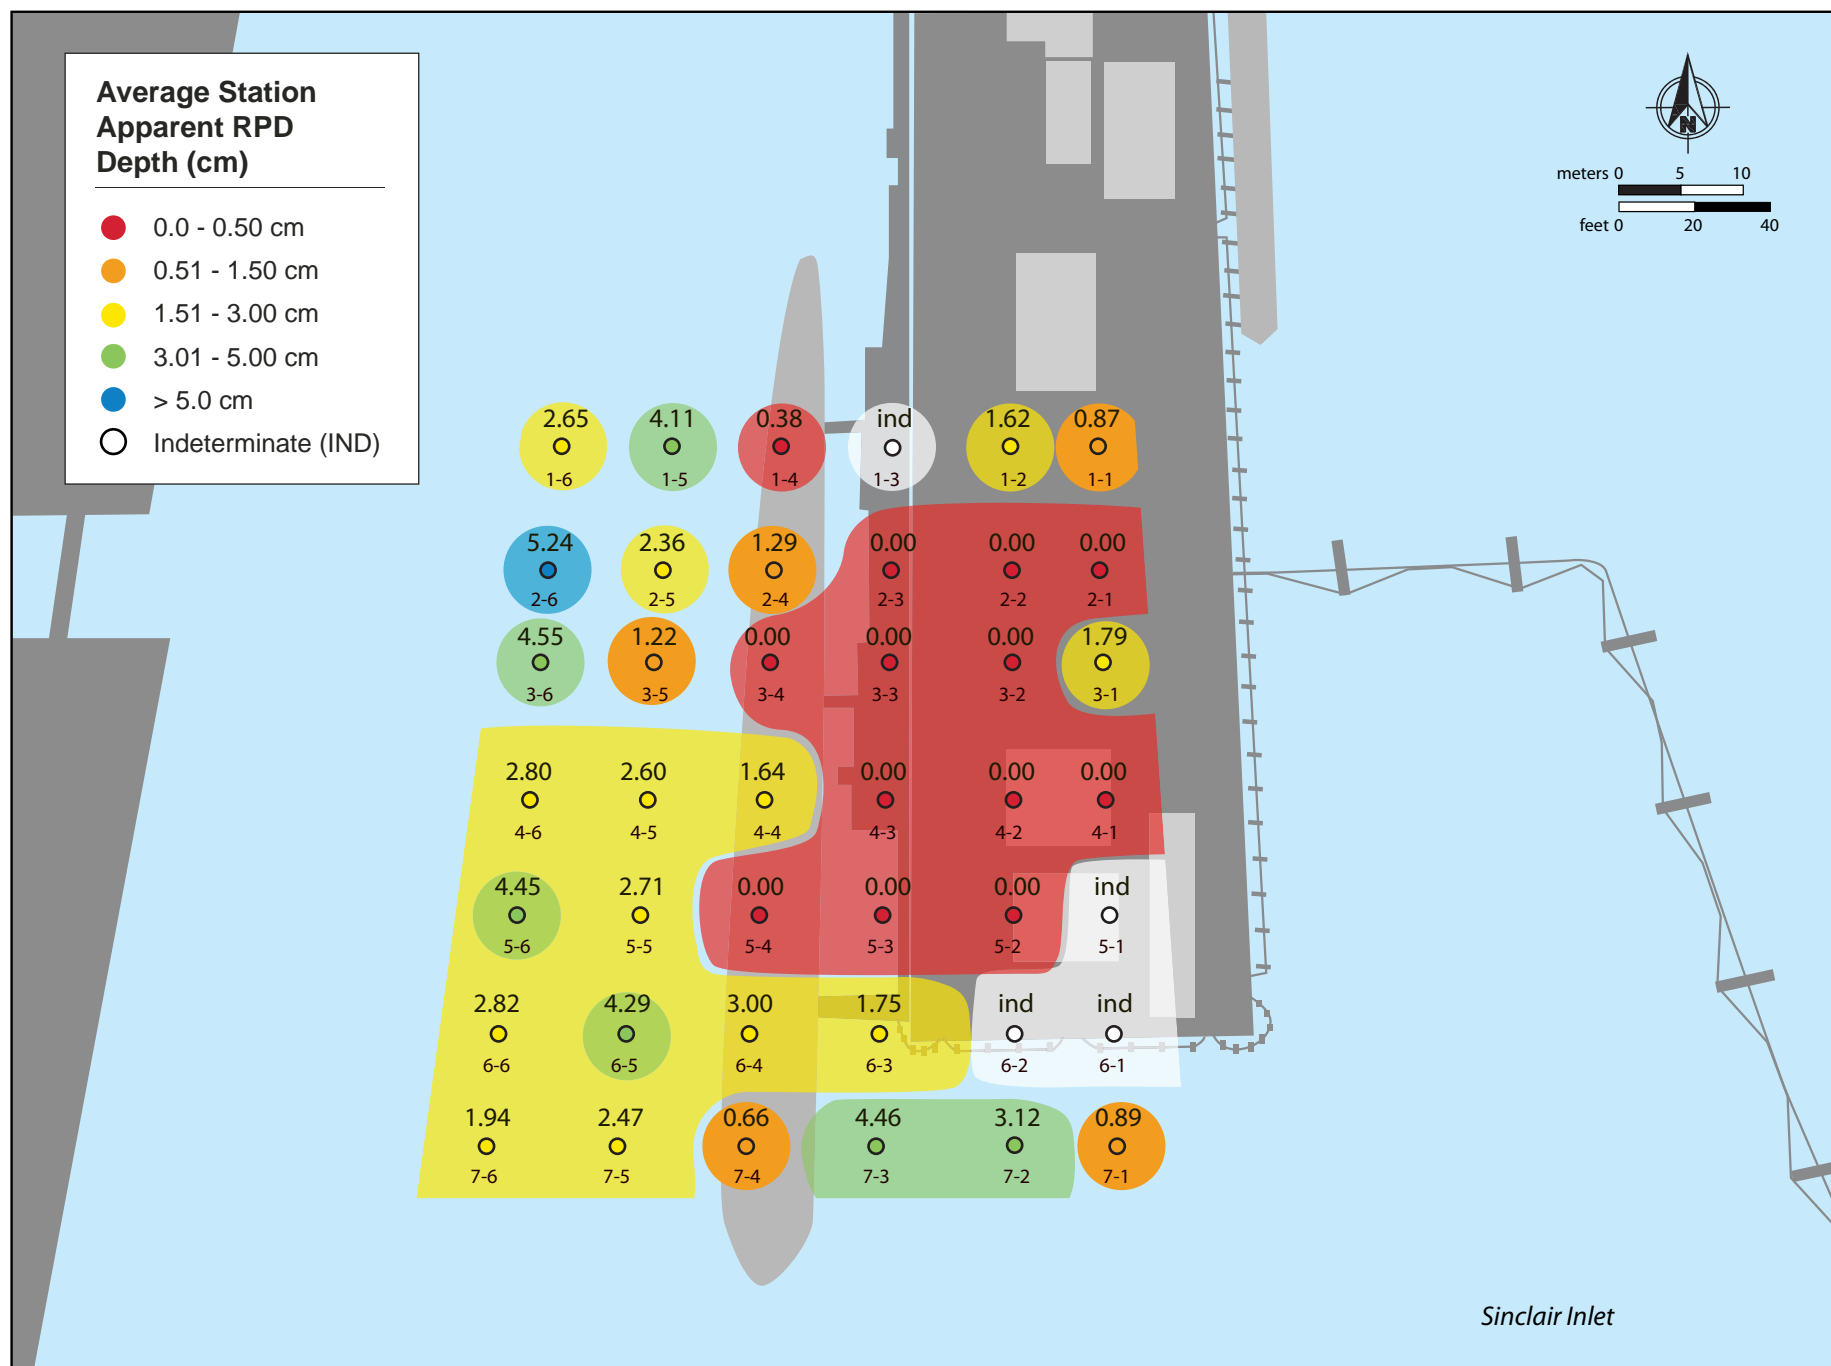 Average Station
Apparent RPD
Depth (cm)
0.0 - 0.50 cm
0.51 - 1.50 cm
1.51 - 3.00 cm
3.01 - 5.00 cm
> 5.0 cm
Indeterminate (IND)
N
meters 0 5 10
feet 0 20 40
2.65 4.11 0.38 ind 1.62 0.87
1-6 1-5 1-4 1-3 1-2 1-1
5.24 2.36 1.29 0.00 0.00 0.00
2-6 2-5 2-4 2-3 2-2 2-1
4.55 1.22 0.00 0.00 0.00 1.79
3-6 3-5 3-4 3-3 3-2 3-1
2.80 2.60 1.64 0.00 0.00 0.00
4-6 4-5 4-4 4-3 4-2 4-1
4.45 2.71 0.00 0.00 0.00 ind
5-6 5-5 5-4 5-3 5-2 5-1
2.82 4.29 3.00 1.75 ind ind
6-6 6-5 6-4 6-3 6-2 6-1
1.94 2.47 0.66 4.46 3.12 0.89
7-6 7-5 7-4 7-3 7-2 7-1
Sinclair Inlet